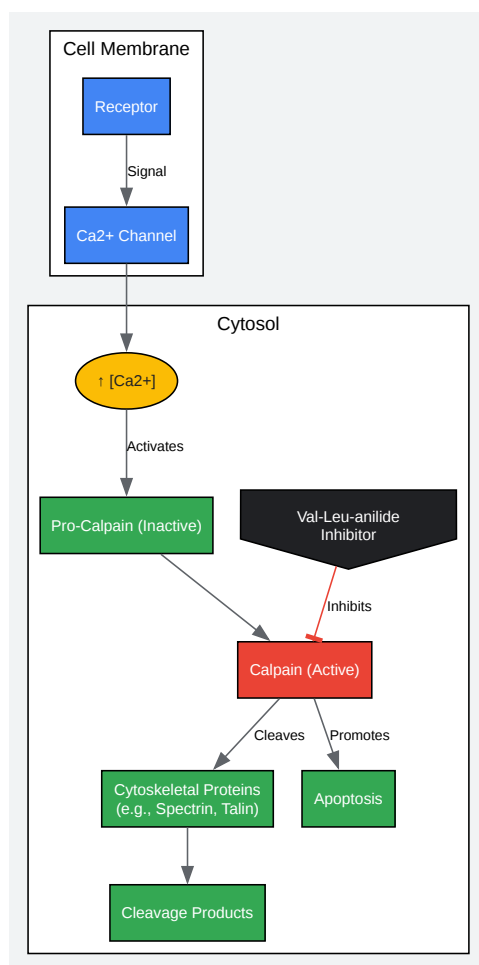 Cell Membrane
Receptor
Signal
Ca2+ Channel
Cytosol
↑ [Ca2+]
Activates
Pro-Calpain (Inactive)
Val-Leu-anilide
Inhibitor
Inhibits
Calpain (Active)
Cleaves
Promotes
Cytoskeletal Proteins
(e.g., Spectrin, Talin)
Apoptosis
Cleavage Products